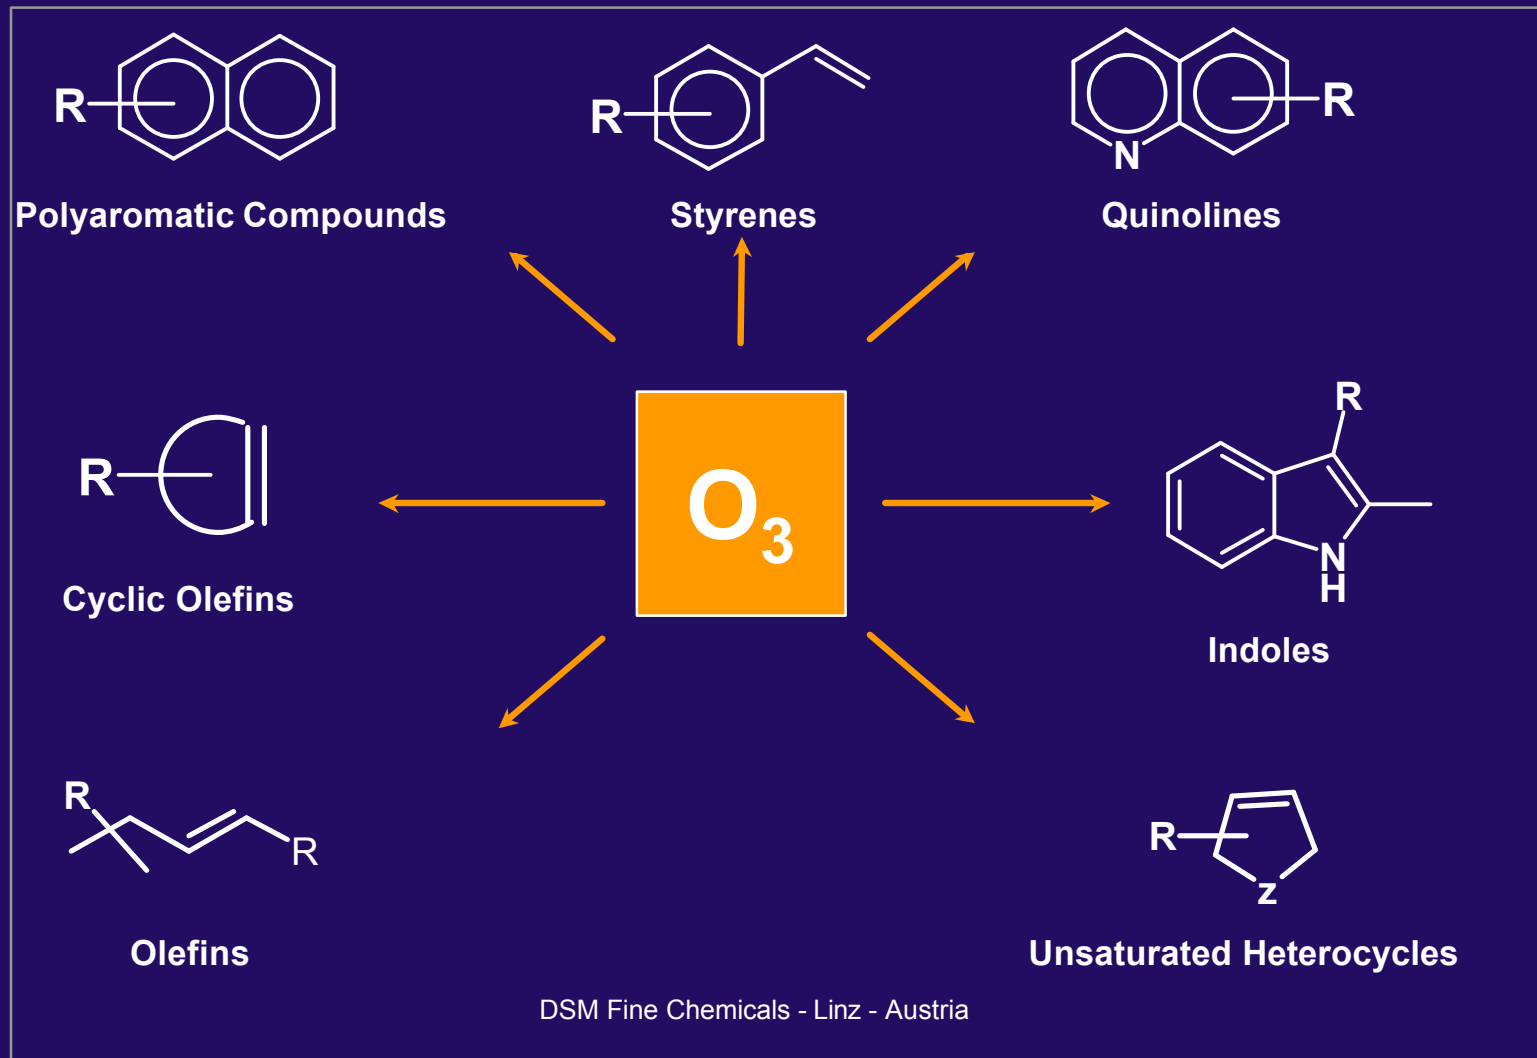 R
N
R
R
Polyaromatic Compounds
Styrenes
Quinolines
R
R
O3
N
H
Cyclic Olefins
Indoles
R
R
R
z
Olefins
Unsaturated Heterocycles
DSM Fine Chemicals - Linz - Austria